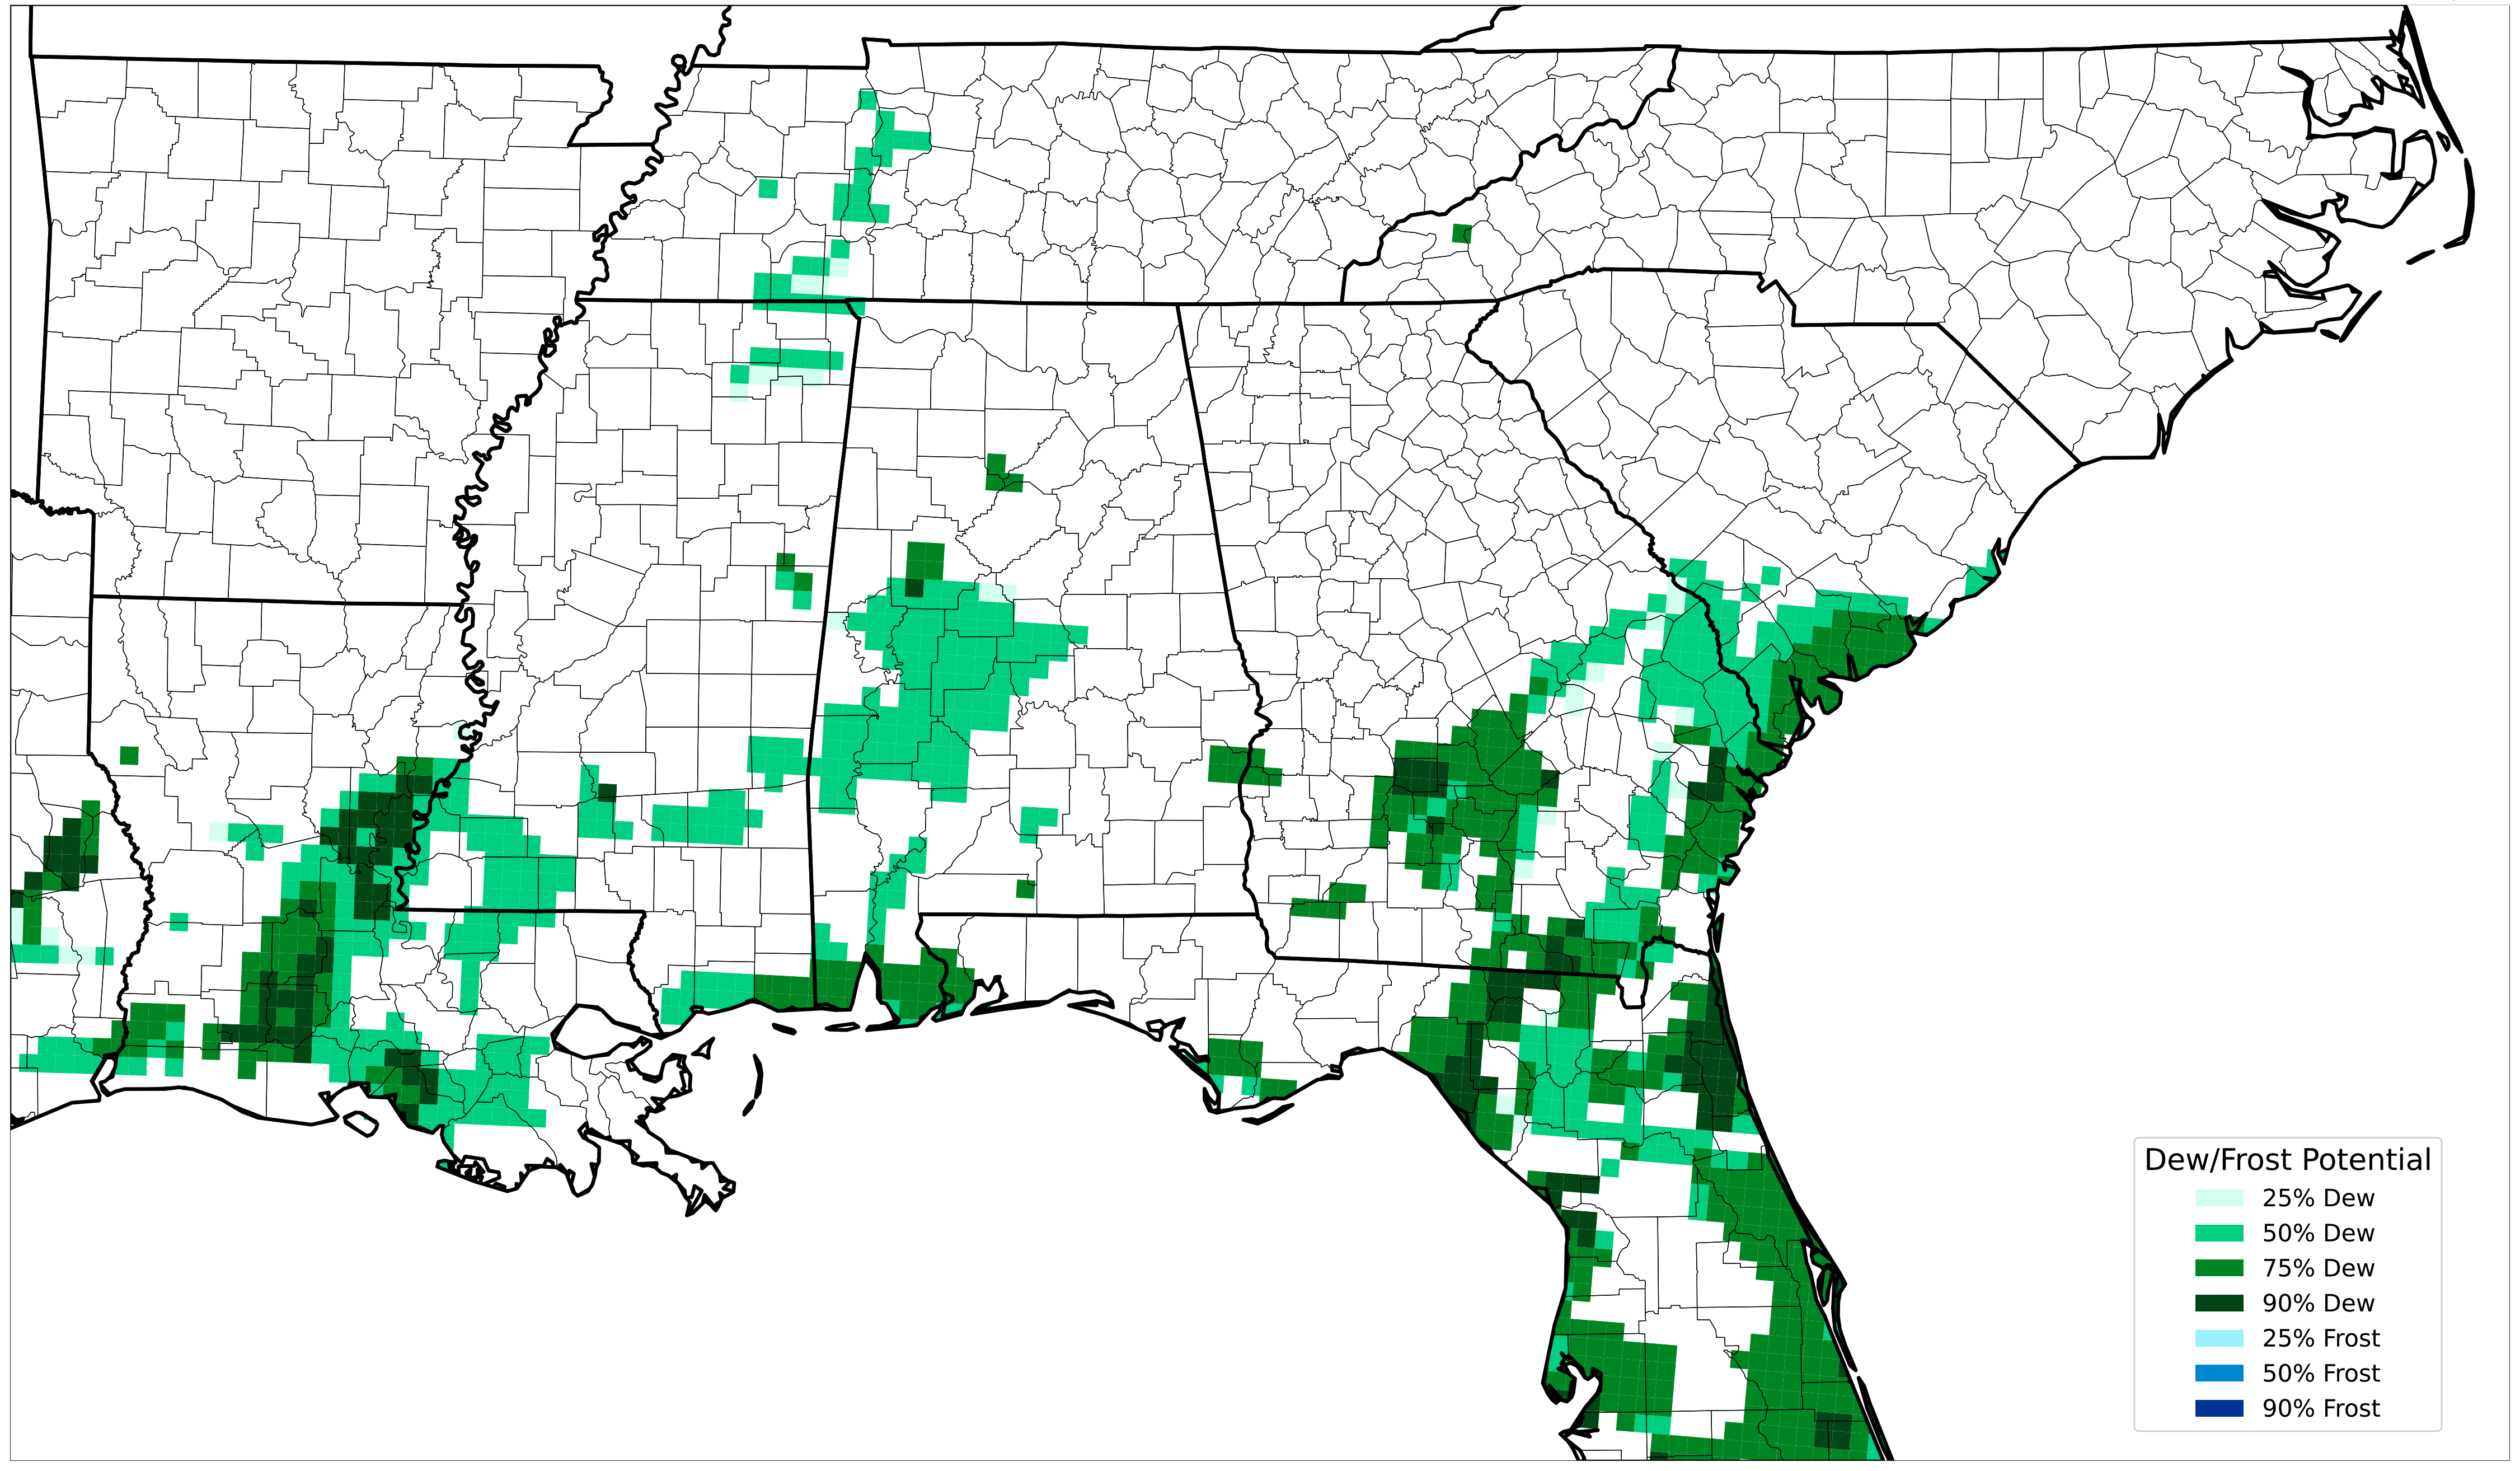 Dew/Frost Potential
25% Dew
50% Dew
75% Dew
90% Dew
25% Frost
50% Frost
90% Frost